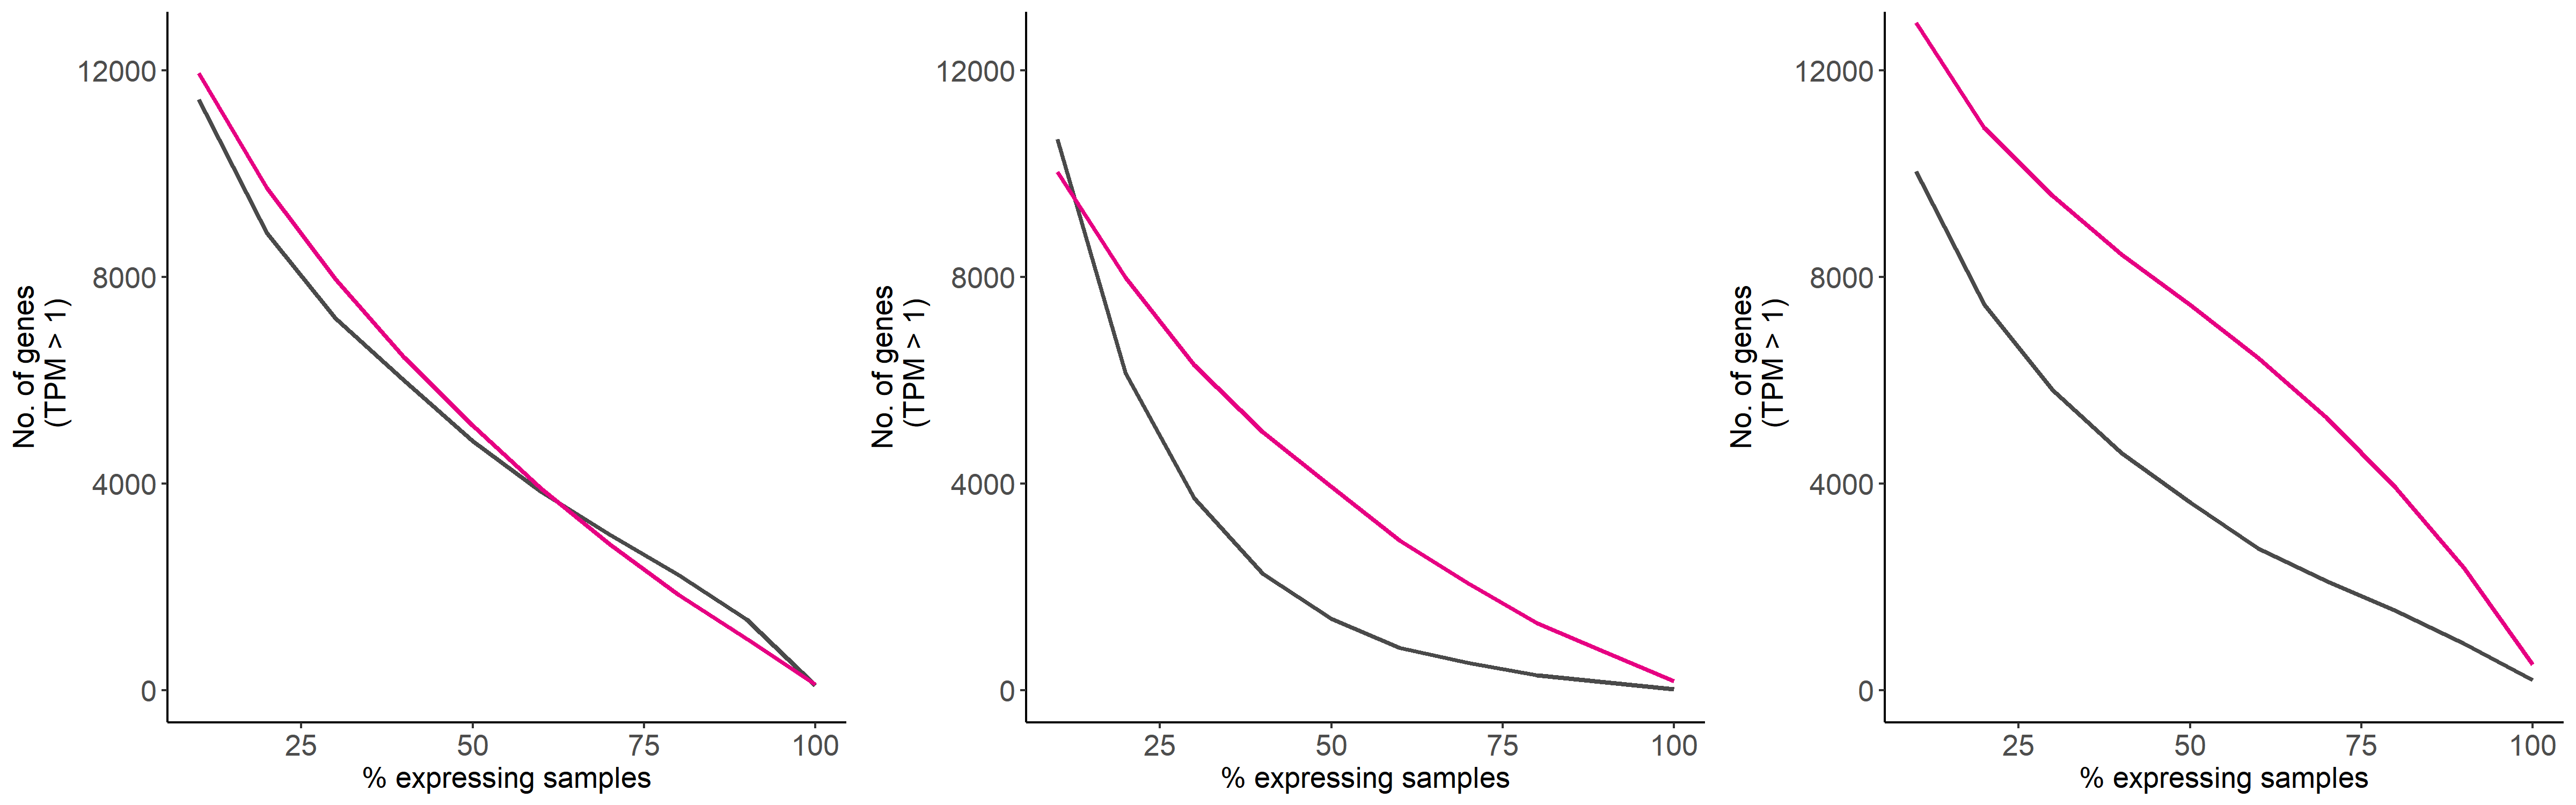 No. of genes
(TPM > 1)
12000
8000
4000
0
25 50 75 100
% expressing samples
No. of genes
(TPM > 1)
12000
8000
4000
0
25 50 75 100
% expressing samples
No. of genes
(TPM > 1)
12000
8000
4000
0
25 50 75 100
% expressing samples